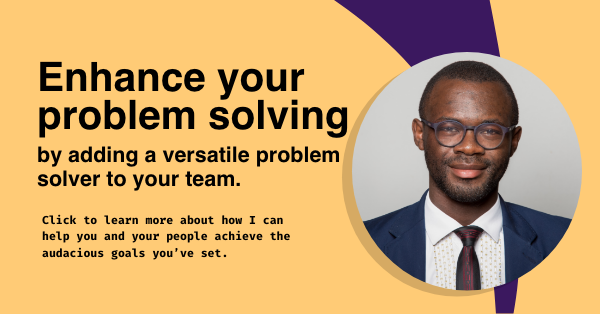 Enhance your
problem solving
by adding a versatile problem
solver to your team.
Click to learn more about how I can
help you and your people achieve the
audacious goals you’ve set.